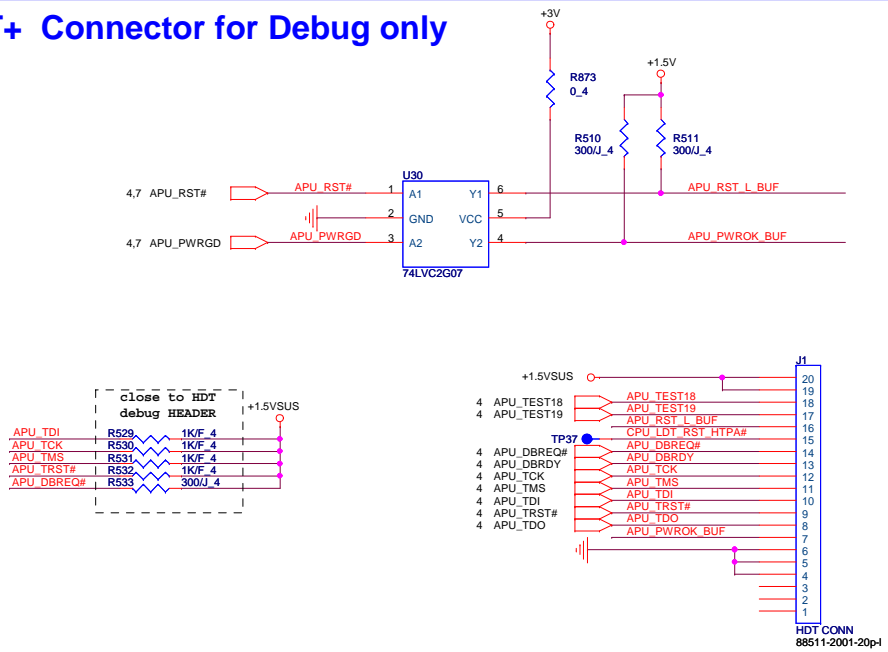 + Connector for Debug only
+3V
R873
0_4
+1.5V
R510
300/J_4
R511
300/J_4
U30
4,7 APU_RST#
APU_RST#
1
A1
Y1
6
APU_RST_L_BUF
2
GND
VCC
5
4,7 APU_PWRGD
APU_PWRGD
3
A2
Y2
4
APU_PWROK_BUF
74LVC2G07
close to HDT
debug HEADER
+1.5VSUS
APU_TDI
R529
1K/F_4
APU_TCK
R530
1K/F_4
APU_TMS
R531
1K/F_4
APU_TRST#
R532
1K/F_4
APU_DBREQ#
R533
300/J_4
J1
+1.5VSUS
20
19
4 APU_TEST18
APU_TEST18
18
4 APU_TEST19
APU_TEST19
17
APU_RST_L_BUF
16
TP37
CPU_LDT_RST_HTPA#
15
4 APU_DBREQ#
APU_DBREQ#
14
4 APU_DBRDY
APU_DBRDY
13
4 APU_TCK
APU_TCK
12
4 APU_TMS
APU_TMS
11
4 APU_TDI
APU_TDI
10
4 APU_TRST#
APU_TRST#
9
4 APU_TDO
APU_TDO
8
APU_PWROK_BUF
7
6
5
4
3
2
1
HDT CONN
88511-2001-20p-l